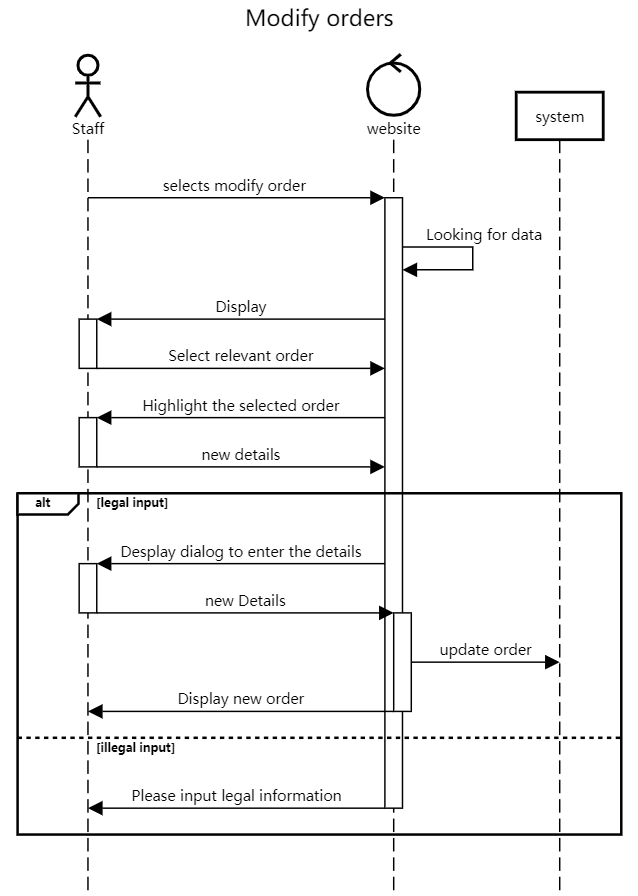 Modify orders
Staff
website
system
selects modify order
Looking for data
Display
Select relevant order
Highlight the selected order
new details
alt
[legal input]
Desplay dialog to enter the details
new Details
update order
Display new order
[illegal input]
Please input legal information